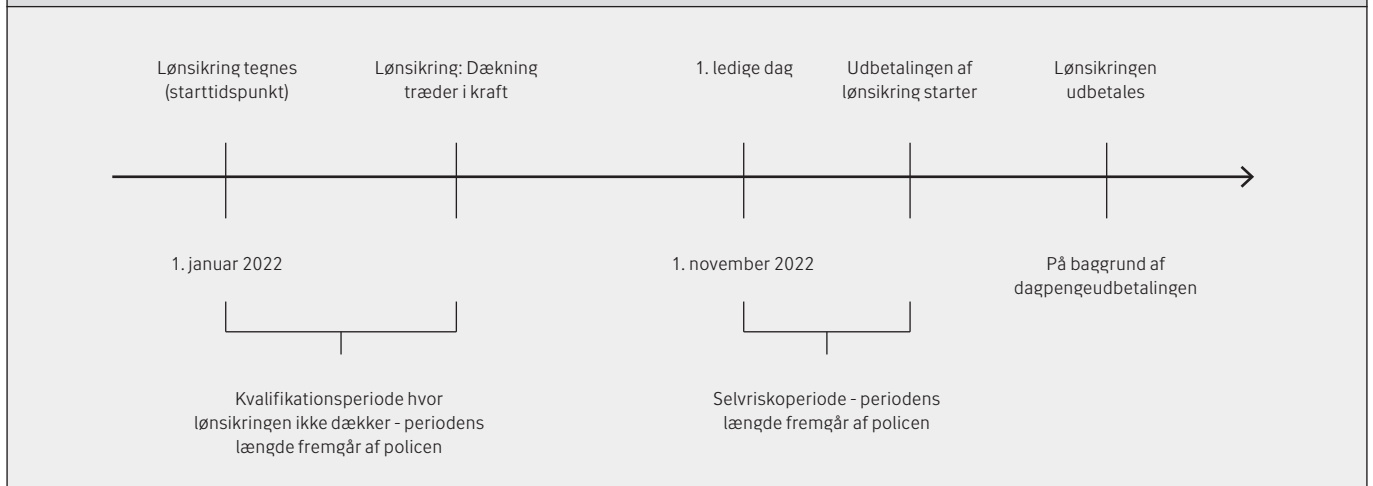 Lønsikring tegnes
(starttidspunkt)
Lønsikring: Dækning
træder i kraft
1. ledige dag
Udbetalingen af
lønsikring starter
Lønsikringen
udbetales
1. januar 2022
1. november 2022
På baggrund af
dagpengeudbetalingen
Kvalifikationsperiode hvor
lønsikringen ikke dækker - periodens
længde fremgår af policen
Selvriskoperiode - periodens
længde fremgår af policen